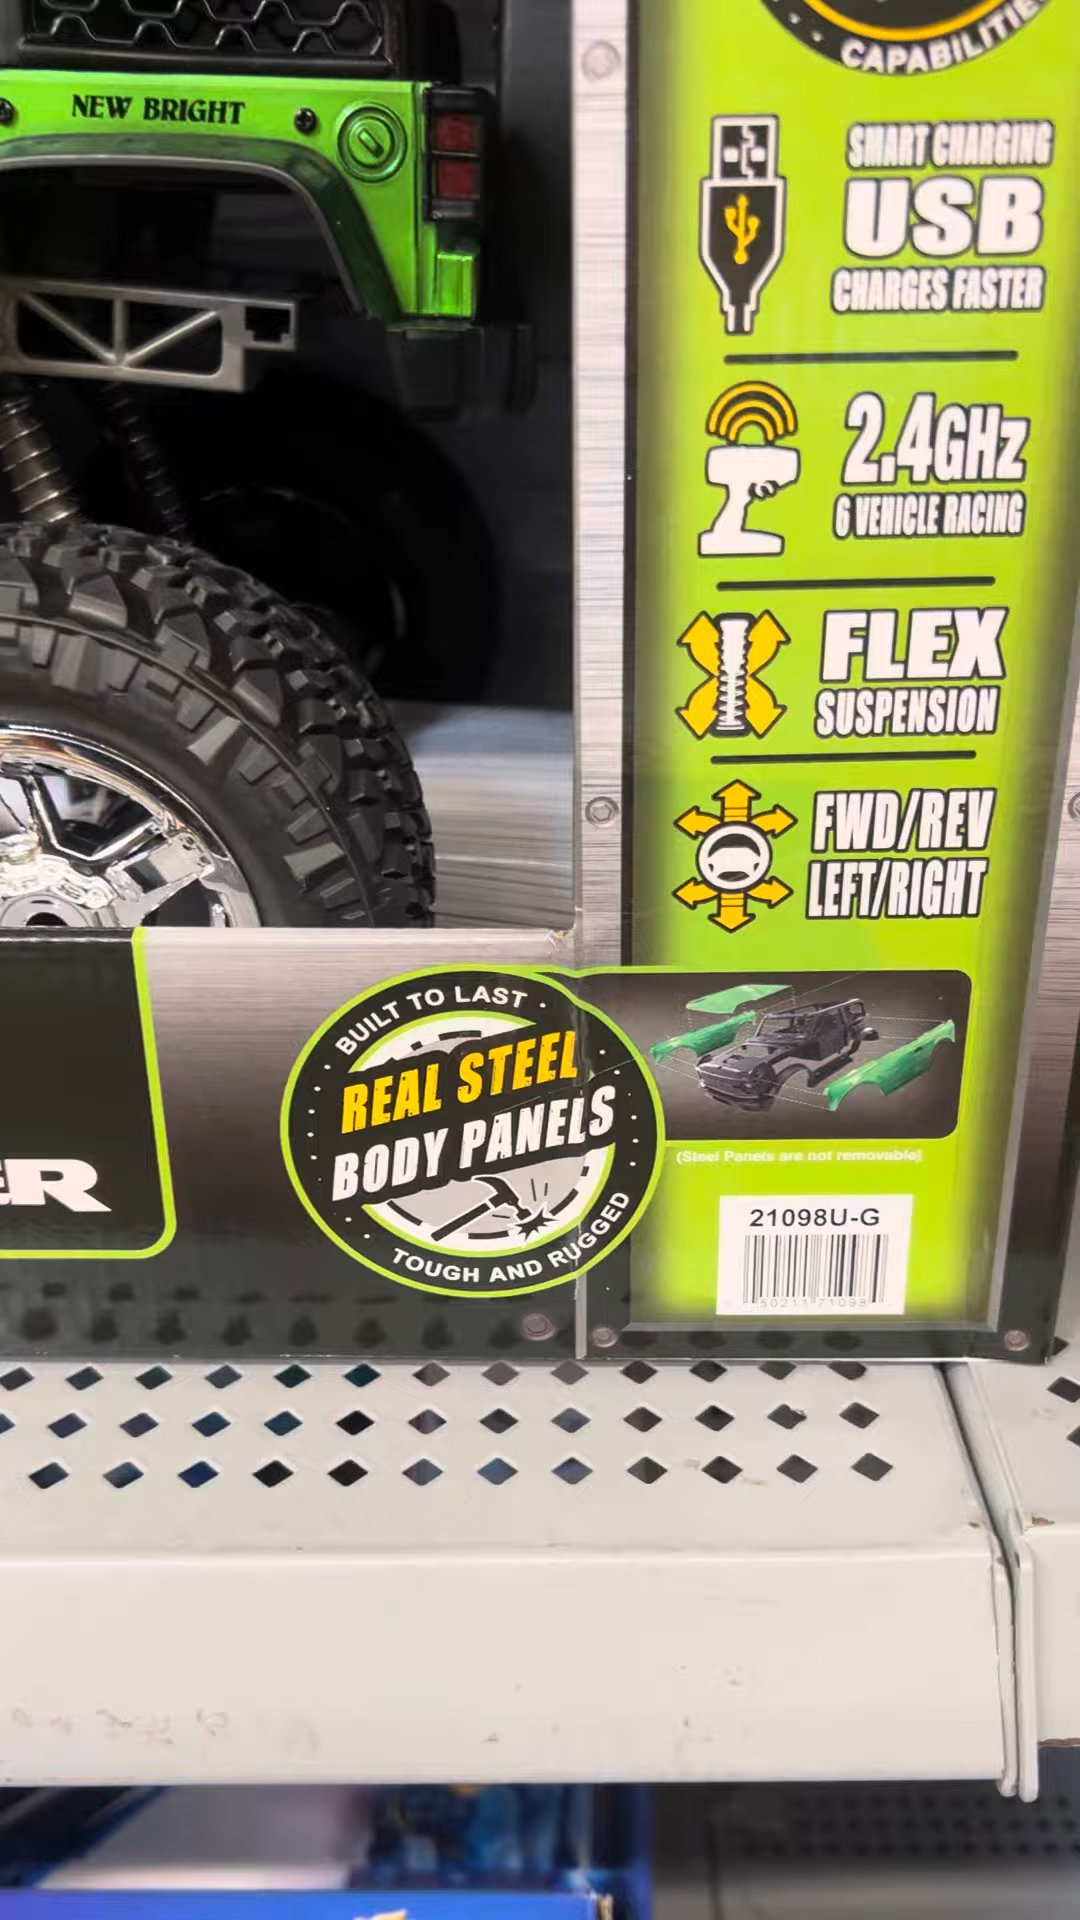 NEW BRIGHT
CAPABILITIES
SMART CHARGING
USB
CHARGES FASTER
2.4GHz
6 VEHICLE RACING
FLEX
SUSPENSION
FWD/REV
LEFT/RIGHT
BUILT TO LAST
REAL STEEL
BODY PANELS
TOUGH AND RUGGED
(Steel Panels are not removable)
21098U-G